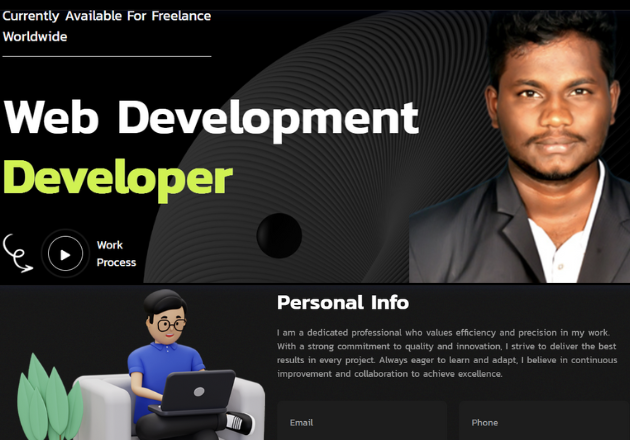 Currently Available For Freelance
Worldwide
Web Development
Developer
Work
Process
Personal Info
I am a dedicated professional who values efficiency and precision in my work.
With a strong commitment to quality and innovation, I strive to deliver the best
results in every project. Always eager to learn and adapt, I believe in continuous
improvement and collaboration to achieve excellence.
Email
Phone